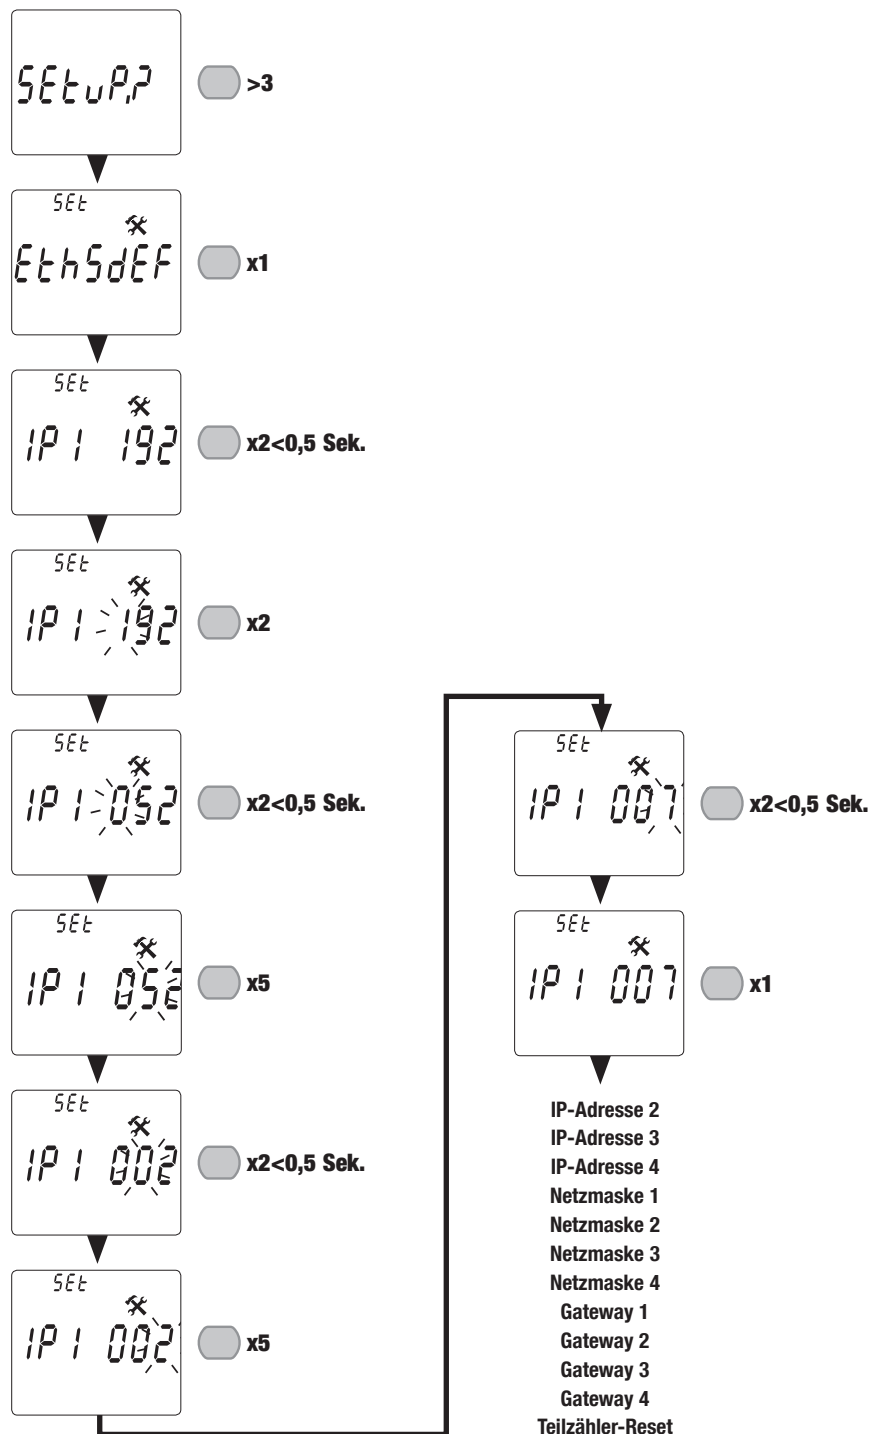 SEtuP,?
>3
SEt
EthSdEF
x1
SEt
IP1 192
x2<0,5 Sek.
SEt
IP1 192
x2
SEt
IP1 052
x2<0,5 Sek.
SEt
IP1 052
x5
SEt
IP1 002
x2<0,5 Sek.
SEt
IP1 002
x5
SEt
IP1 007
x2<0,5 Sek.
SEt
IP1 007
x1
IP-Adresse 2
IP-Adresse 3
IP-Adresse 4
Netzmaske 1
Netzmaske 2
Netzmaske 3
Netzmaske 4
Gateway 1
Gateway 2
Gateway 3
Gateway 4
Teilzähler-Reset